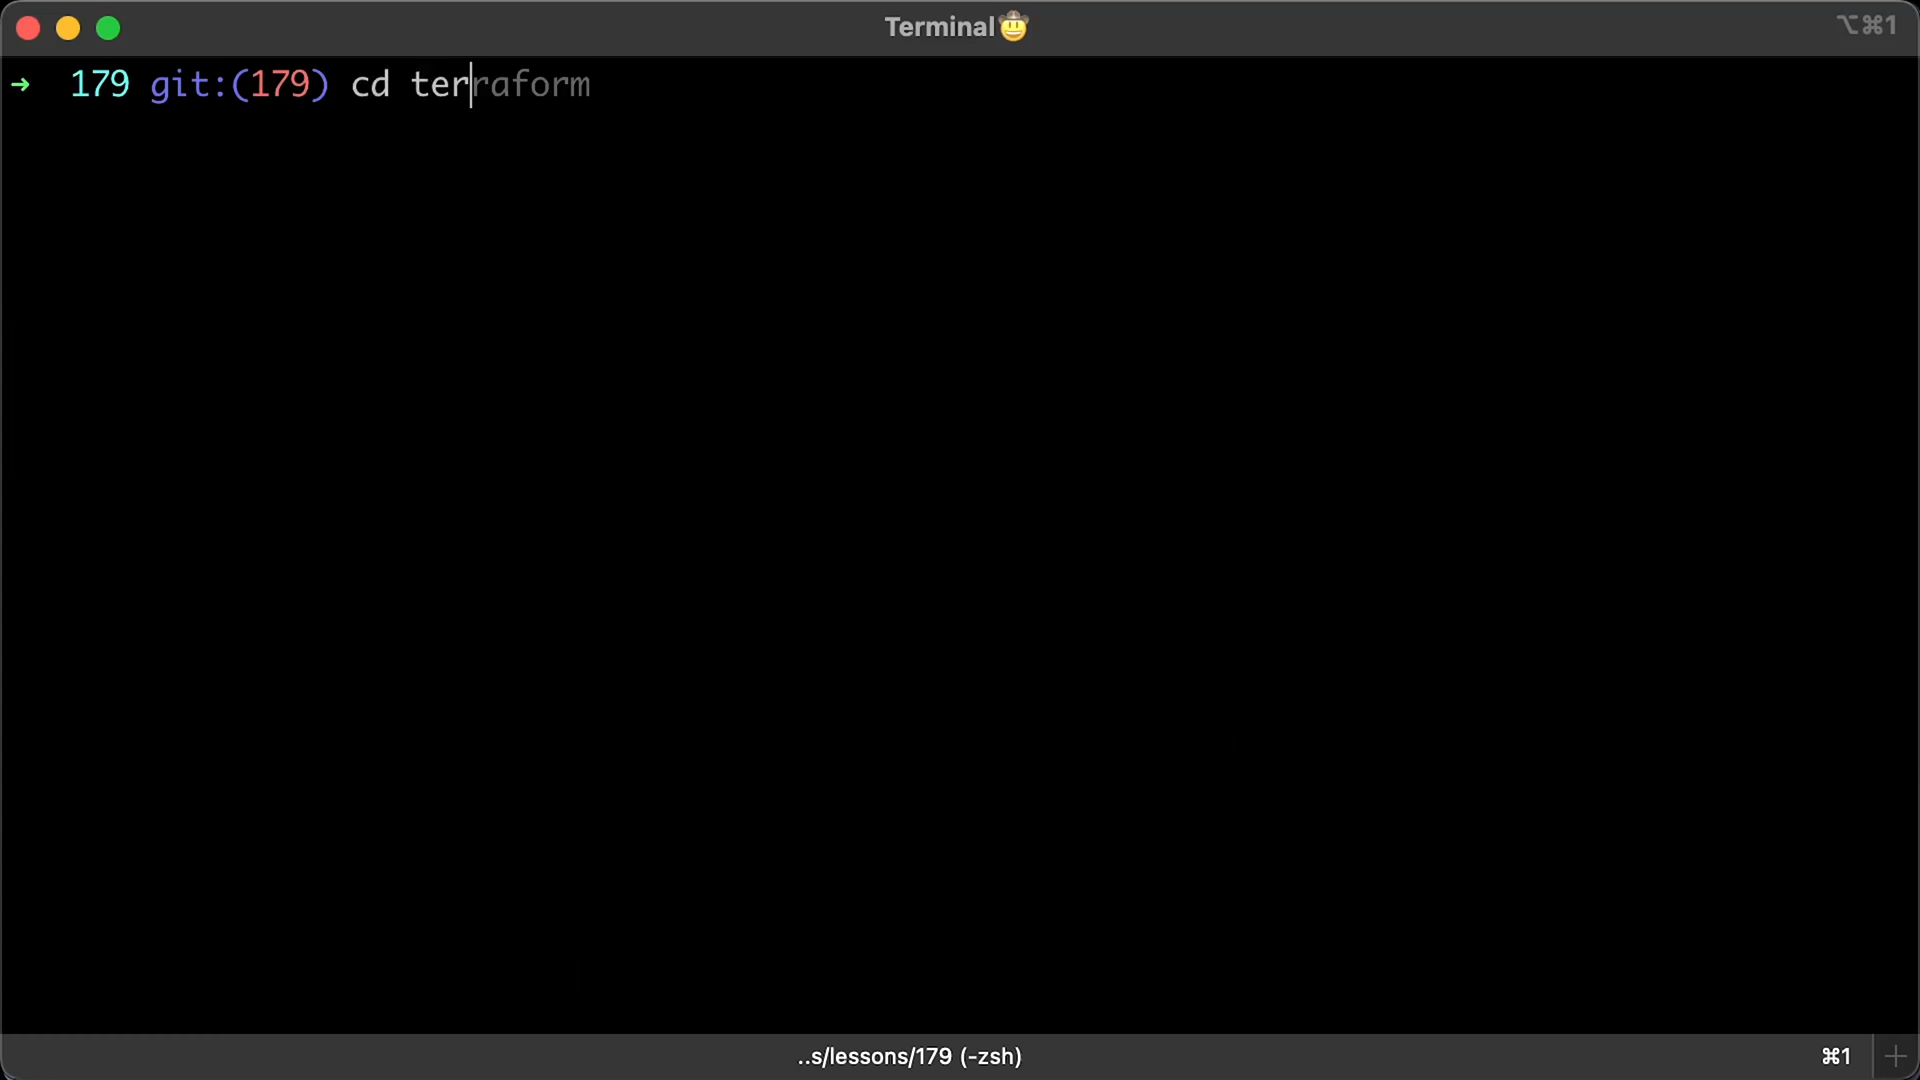 Terminal🤠
⌥⌘1
→ 179 git:(179) cd terraform
..s/lessons/179 (-zsh)
⌘1